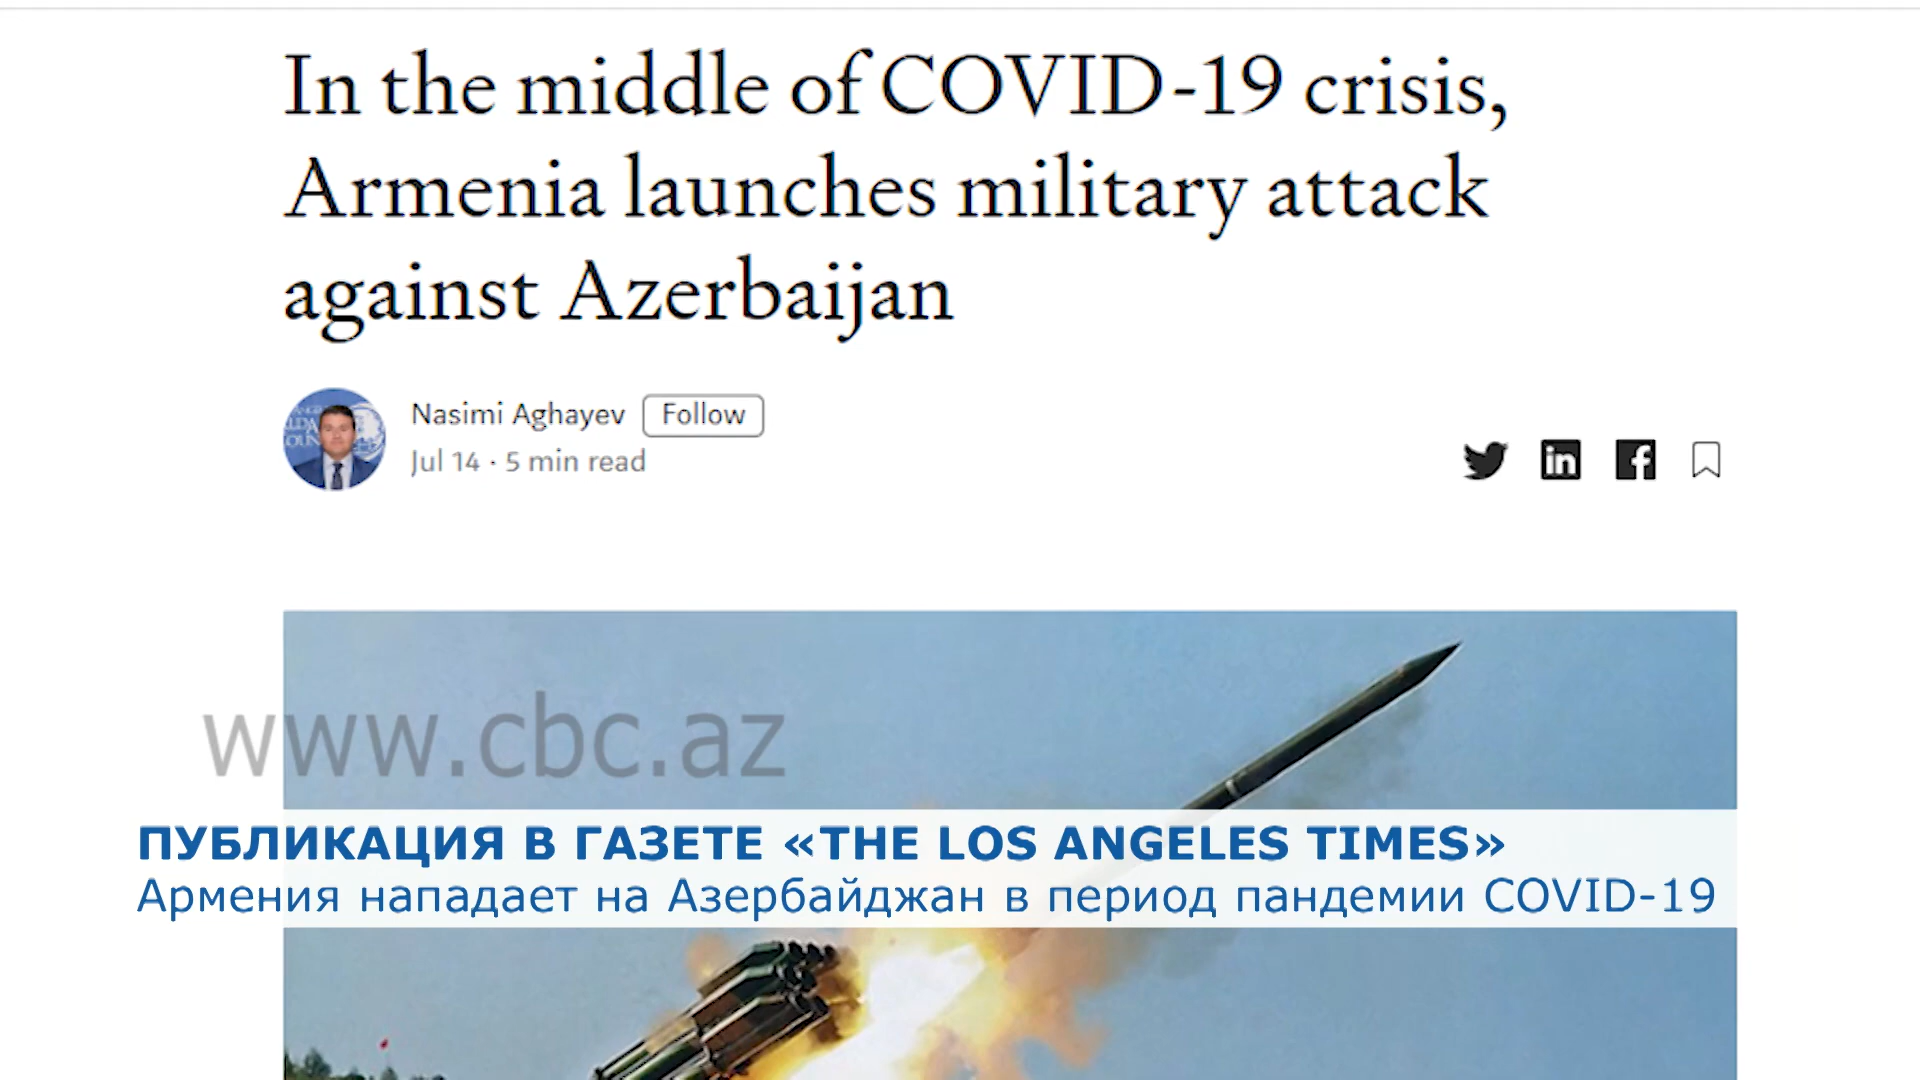 In the middle of COVID-19 crisis,
Armenia launches military attack
against Azerbaijan
Nasimi Aghayev Follow
Jul 14 · 5 min read
www.cbc.az
ПУБЛИКАЦИЯ В ГАЗЕТЕ «THE LOS ANGELES TIMES»
Армения нападает на Азербайджан в период пандемии COVID-19